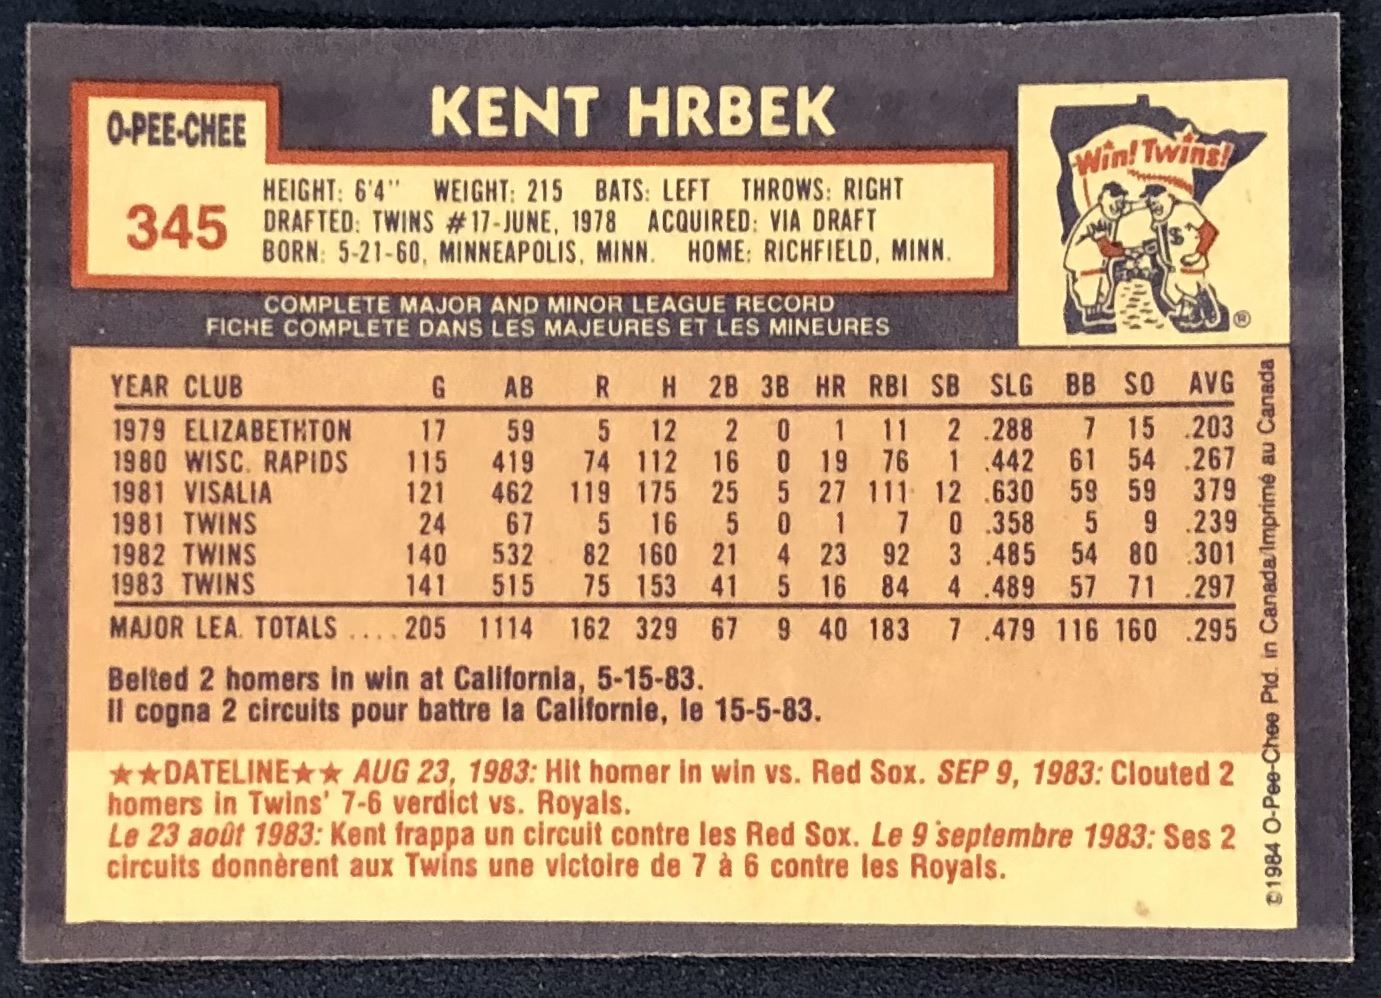 O-PEE-CHEE
345
KENT HRBEK
HEIGHT: 6'4" WEIGHT: 215 BATS: LEFT THROWS: RIGHT
DRAFTED: TWINS #17-JUNE, 1978 ACQUIRED: VIA DRAFT
BORN: 5-21-60, MINNEAPOLIS, MINN. HOME: RICHFIELD, MINN.
Win! Twins!
$
®
COMPLETE MAJOR AND MINOR LEAGUE RECORD
FICHE COMPLETE DANS LES MAJEURES ET LES MINEURES
YEAR CLUB G AB R H 2B 3B HR RBI SB SLG BB SO AVG
1979 ELIZABETHTON 17 59 5 12 2 0 1 11 2 .288 7 15 .203
1980 WISC. RAPIDS 115 419 74 112 16 0 19 76 1 .442 61 54 .267
1981 VISALIA 121 462 119 175 25 5 27 111 12 .630 59 59 379
1981 TWINS 24 67 5 16 5 0 1 7 0 .358 5 9 .239
1982 TWINS 140 532 82 160 21 4 23 92 3 .485 54 80 .301
1983 TWINS 141 515 75 153 41 5 16 84 4 .489 57 71 .297
MAJOR LEA. TOTALS .... 205 1114 162 329 67 9 40 183 7 .479 116 160 .295
Belted 2 homers in win at California, 5-15-83.
Il cogna 2 circuits pour battre la Californie, le 15-5-83.
★★DATELINE★★ AUG 23, 1983: Hit homer in win vs. Red Sox. SEP 9, 1983: Clouted 2
homers in Twins' 7-6 verdict vs. Royals.
Le 23 août 1983: Kent frappa un circuit contre les Red Sox. Le 9 septembre 1983: Ses 2
circuits donnèrent aux Twins une victoire de 7 à 6 contre les Royals.
©1984 O-Pee-Chee Ptd. in Canada/Imprimé au Canada